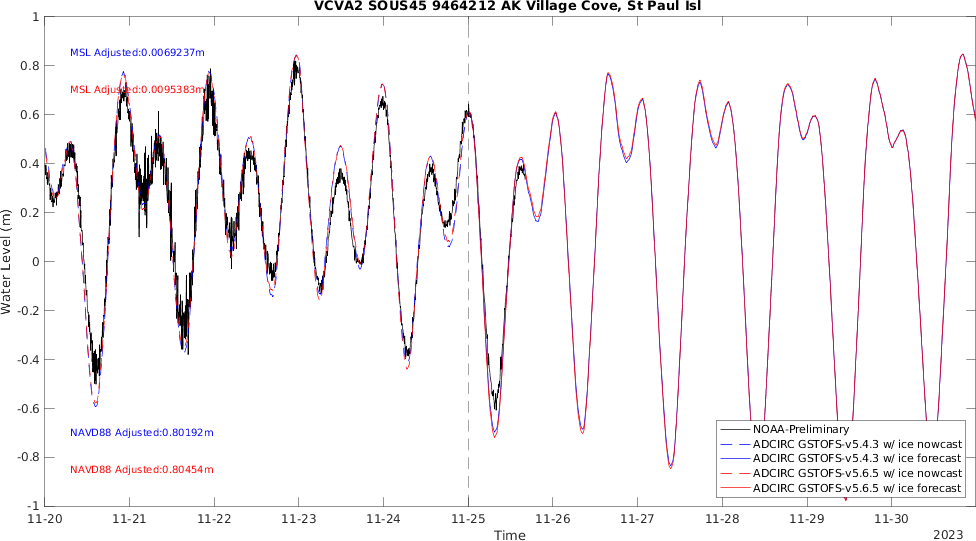 VCVA2 SOUS45 9464212 AK Village Cove, St Paul Isl
1
0.8
0.6
0.4
0.2
0
-0.2
-0.4
-0.6
-0.8
-1
Water Level (m)
MSL Adjusted:0.0069237m
MSL Adjusted:0.0095383m
NAVD88 Adjusted:0.80192m
NAVD88 Adjusted:0.80454m
NOAA-Preliminary
ADCIRC GSTOFS-v5.4.3 w/ ice nowcast
ADCIRC GSTOFS-v5.4.3 w/ ice forecast
ADCIRC GSTOFS-v5.6.5 w/ ice nowcast
ADCIRC GSTOFS-v5.6.5 w/ ice forecast
11-20 11-21 11-22 11-23 11-24 11-25 11-26 11-27 11-28 11-29 11-30
Time
2023